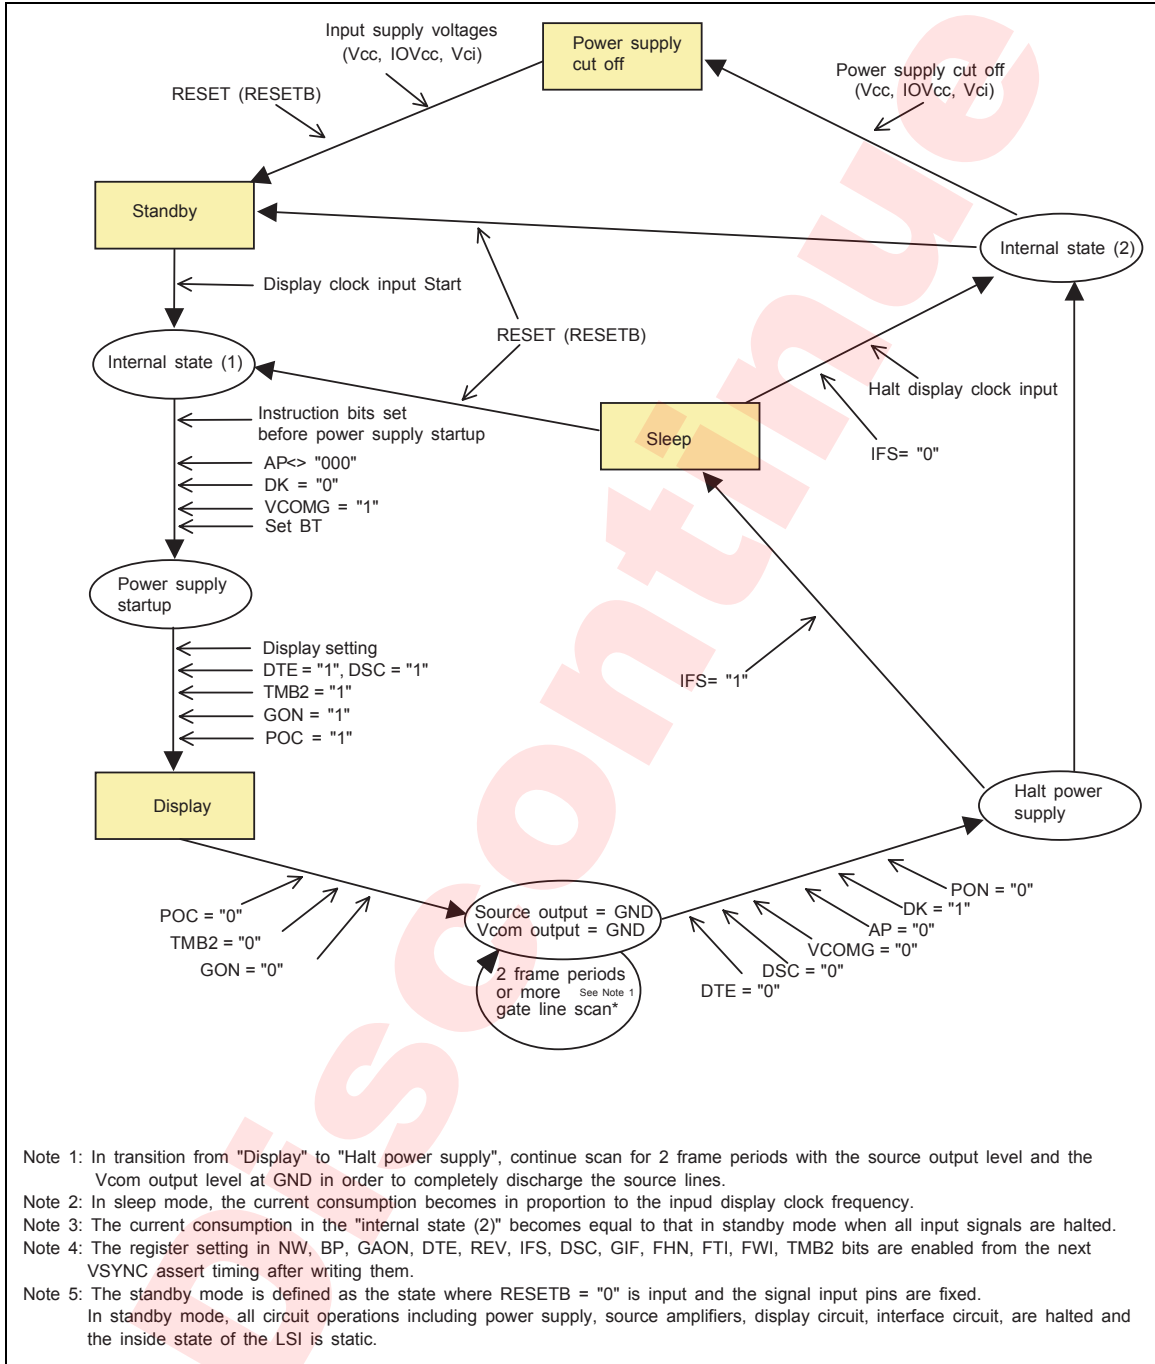 Input supply voltages
(Vcc, IOVcc, Vci)
RESET (RESETB)
Power supply
cut off
Power supply cut off
(Vcc, IOVcc, Vci)
Standby
Internal state (2)
Display clock input Start
RESET (RESETB)
Internal state (1)
Halt display clock input
Instruction bits set
before power supply startup
AP<> "000"
DK = "0"
VCOMG = "1"
Set BT
Sleep
IFS= "0"
Power supply
startup
Display setting
DTE = "1", DSC = "1"
TMB2 = "1"
GON = "1"
POC = "1"
IFS= "1"
Display
Halt power
supply
POC = "0"
TMB2 = "0"
GON = "0"
Source output = GND
Vcom output = GND
2 frame periods
or more See Note 1
gate line scan*
PON = "0"
DK = "1"
AP = "0"
VCOMG = "0"
DSC = "0"
DTE = "0"
Note 1: In transition from "Display" to "Halt power supply", continue scan for 2 frame periods with the source output level and the
Vcom output level at GND in order to completely discharge the source lines.
Note 2: In sleep mode, the current consumption becomes in proportion to the inpud display clock frequency.
Note 3: The current consumption in the "internal state (2)" becomes equal to that in standby mode when all input signals are halted.
Note 4: The register setting in NW, BP, GAON, DTE, REV, IFS, DSC, GIF, FHN, FTI, FWI, TMB2 bits are enabled from the next
VSYNC assert timing after writing them.
Note 5: The standby mode is defined as the state where RESETB = "0" is input and the signal input pins are fixed.
In standby mode, all circuit operations including power supply, source amplifiers, display circuit, interface circuit, are halted and
the inside state of the LSI is static.
Discontinue